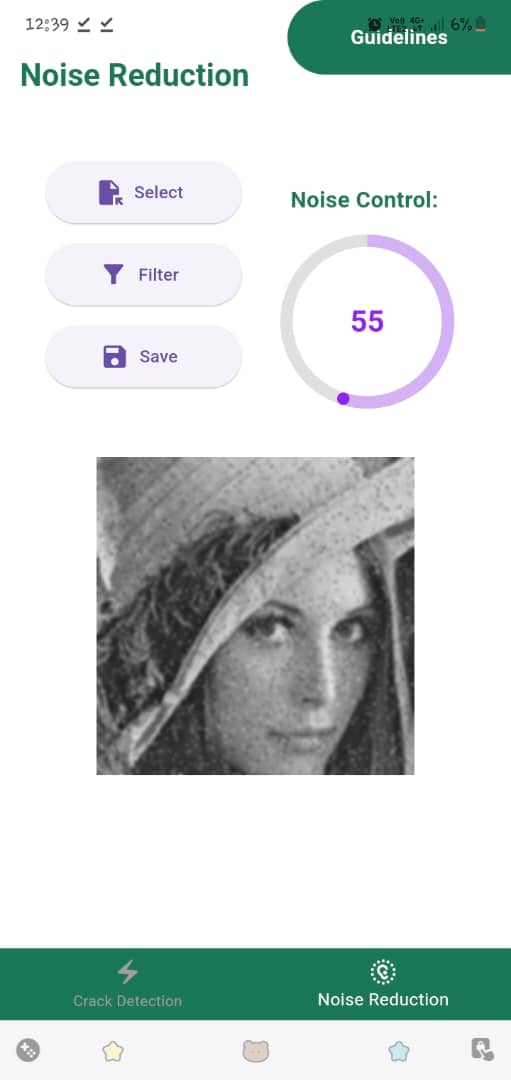 12:39
6%
Guidelines
Noise Reduction
Select
Noise Control:
Filter
55
Save
Crack Detection
Noise Reduction